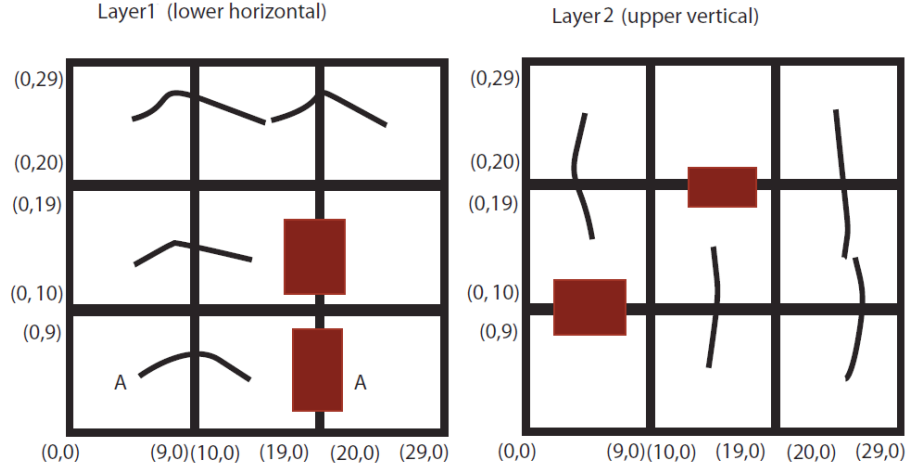 Layer1 (lower horizontal)
(0,29)
(0,20)
(0,19)
(0, 10)
(0,9)
A
A
(0,0) (9,0) (10,0) (19,0) (20,0) (29,0)
Layer 2 (upper vertical)
(0,29)
(0,20)
(0,19)
(0, 10)
(0,9)
(0,0) (9,0) (10,0) (19,0) (20,0) (29,0)